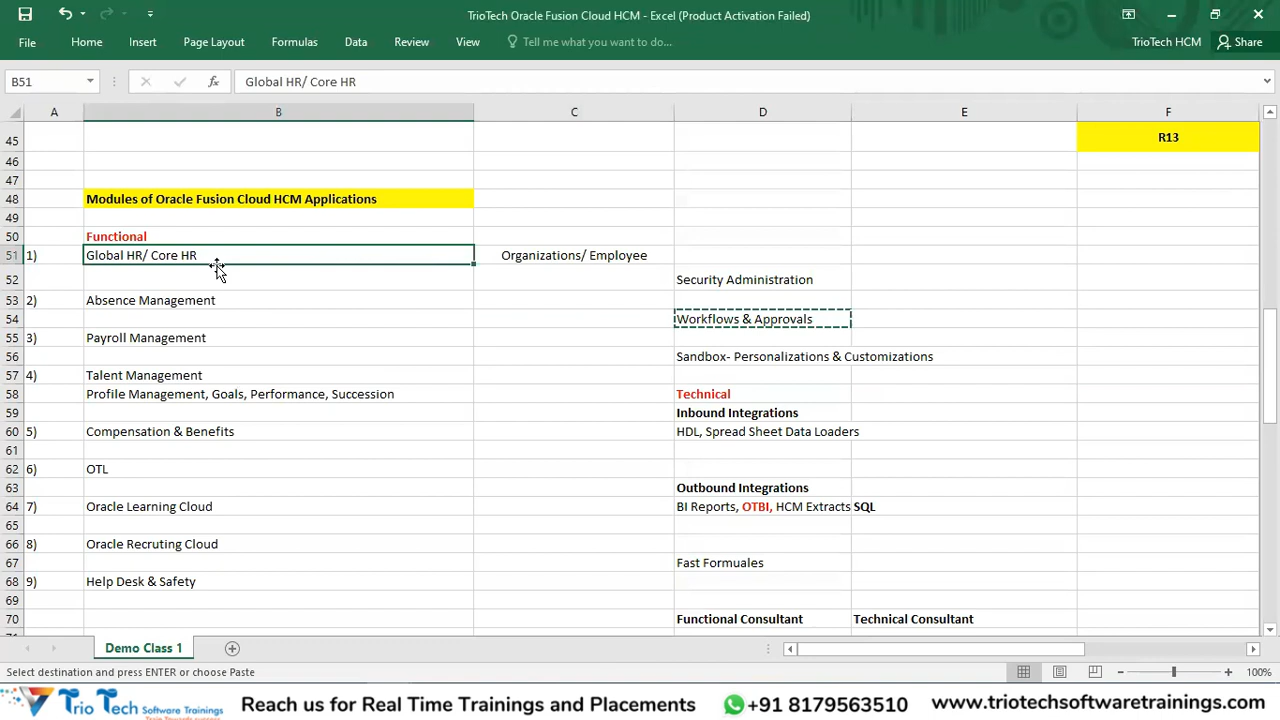 TrioTech Oracle Fusion Cloud HCM - Excel (Product Activation Failed)
File Home Insert Page Layout Formulas Data Review View Tell me what you want to do... TrioTech HCM Share
B51 fx Global HR/ Core HR
A B C D E F
45 R13
46
47
48 Modules of Oracle Fusion Cloud HCM Applications
49
50 Functional
51 1) Global HR/ Core HR Organizations/ Employee
52 Security Administration
53 2) Absence Management
54 Workflows & Approvals
55 3) Payroll Management
56 Sandbox- Personalizations & Customizations
57 4) Talent Management
58 Profile Management, Goals, Performance, Succession Technical
59 Inbound Integrations
60 5) Compensation & Benefits HDL, Spread Sheet Data Loaders
61
62 6) OTL
63 Outbound Integrations
64 7) Oracle Learning Cloud BI Reports, OTBI, HCM Extracts SQL
65
66 8) Oracle Recruting Cloud
67 Fast Formuales
68 9) Help Desk & Safety
69
70 Functional Consultant Technical Consultant
Demo Class 1
Select destination and press ENTER or choose Paste 100%
Trio Tech Software Trainings Reach us for Real Time Trainings and Placements +91 8179563510 www.triotechsoftwaretrainings.com